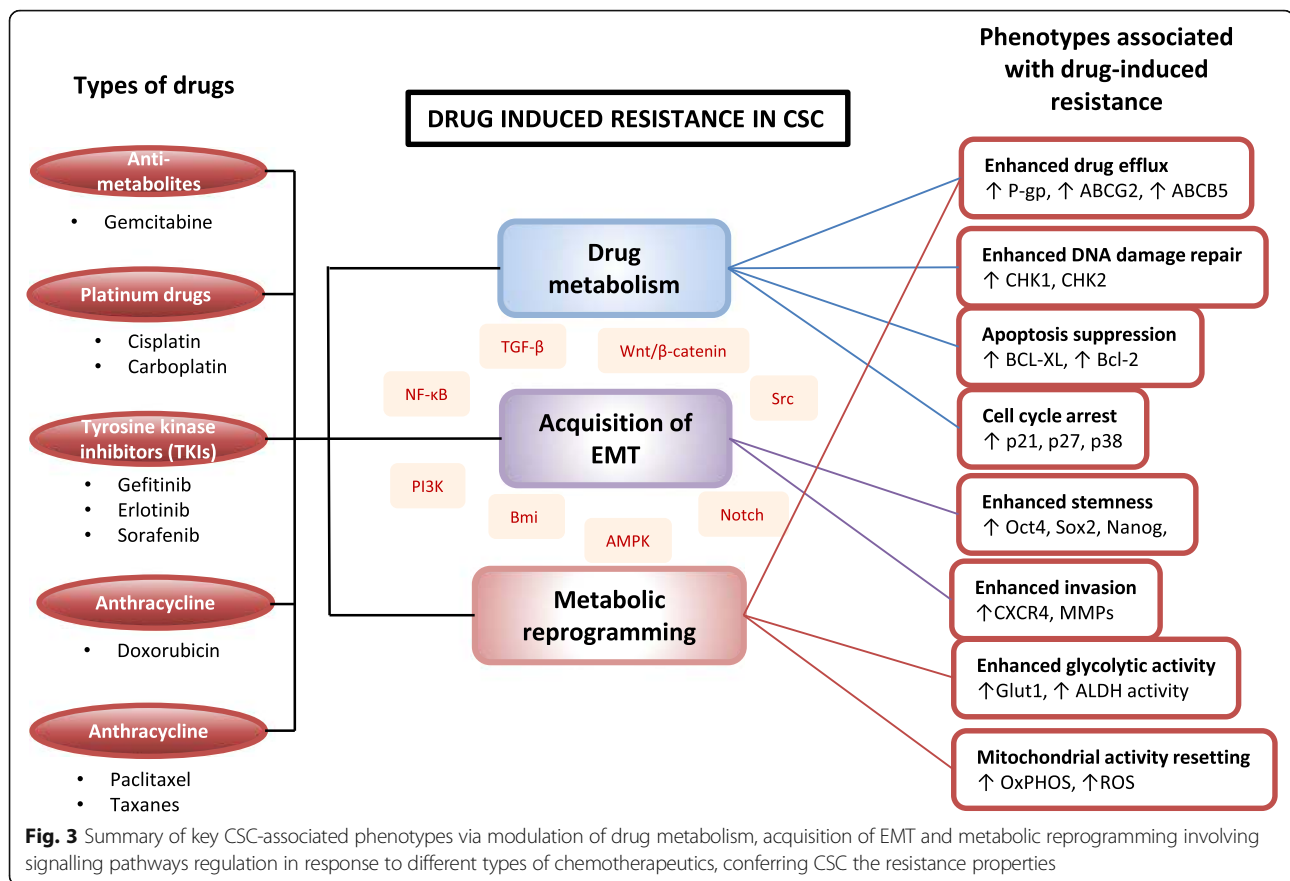 Types of drugs
DRUG INDUCED RESISTANCE IN CSC
Phenotypes associated
with drug-induced
resistance
Anti-
metabolites
• Gemcitabine
Platinum drugs
• Cisplatin
• Carboplatin
Tyrosine kinase
inhibitors (TKIs)
• Gefitinib
• Erlotinib
• Sorafenib
Anthracycline
• Doxorubicin
Anthracycline
• Paclitaxel
• Taxanes
Drug
metabolism
TGF-β
Wnt/β-catenin
NF-κB
Src
Acquisition of
EMT
PI3K
Bmi
Notch
AMPK
Metabolic
reprogramming
Enhanced drug efflux
↑ P-gp, ↑ ABCG2, ↑ ABCB5
Enhanced DNA damage repair
↑ CHK1, CHK2
Apoptosis suppression
↑ BCL-XL, ↑ Bcl-2
Cell cycle arrest
↑ p21, p27, p38
Enhanced stemness
↑ Oct4, Sox2, Nanog,
Enhanced invasion
↑CXCR4, MMPs
Enhanced glycolytic activity
↑Glut1, ↑ ALDH activity
Mitochondrial activity resetting
↑ OxPHOS, ↑ROS
Fig. 3 Summary of key CSC-associated phenotypes via modulation of drug metabolism, acquisition of EMT and metabolic reprogramming involving
signalling pathways regulation in response to different types of chemotherapeutics, conferring CSC the resistance properties